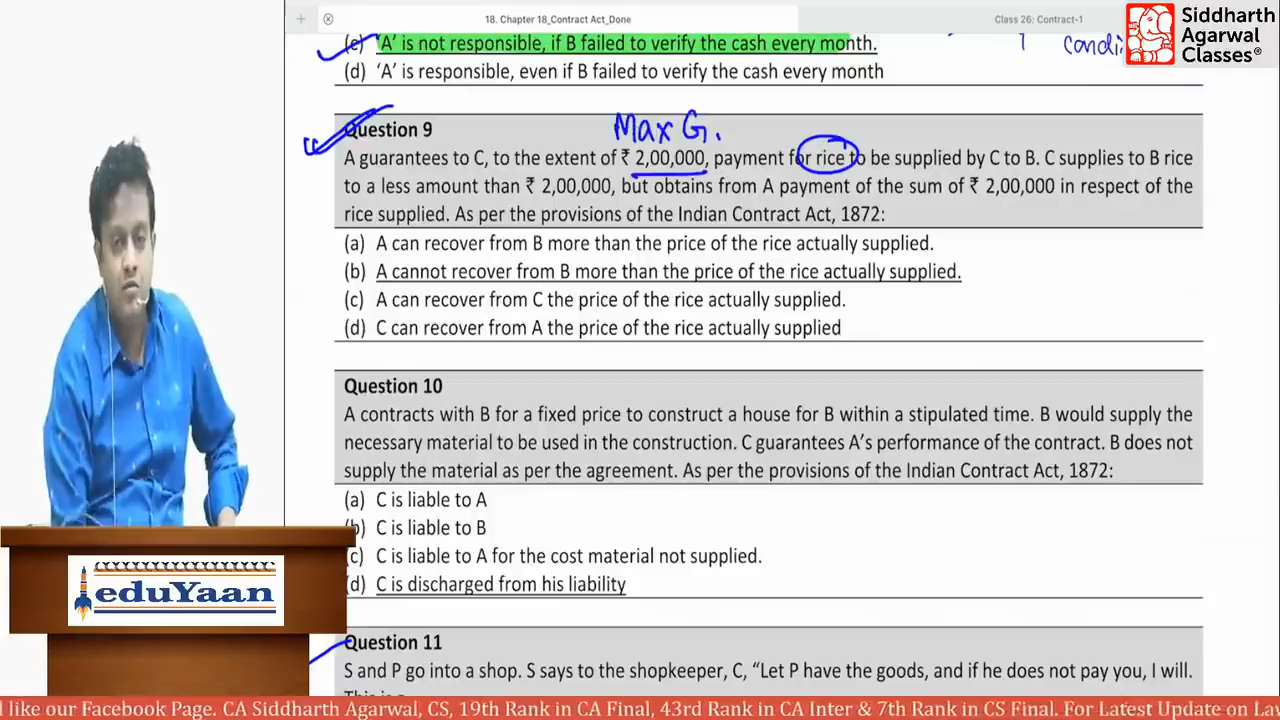 18. Chapter 18_Contract Act_Done
Class 26: Contract-1
Siddharth
Agarwal
Classes®
condi
(c) 'A' is not responsible, if B failed to verify the cash every month.
(d) 'A' is responsible, even if B failed to verify the cash every month
Question 9
Max G.
A guarantees to C, to the extent of ₹ 2,00,000, payment for rice to be supplied by C to B. C supplies to B rice
to a less amount than ₹ 2,00,000, but obtains from A payment of the sum of ₹ 2,00,000 in respect of the
rice supplied. As per the provisions of the Indian Contract Act, 1872:
(a) A can recover from B more than the price of the rice actually supplied.
(b) A cannot recover from B more than the price of the rice actually supplied.
(c) A can recover from C the price of the rice actually supplied.
(d) C can recover from A the price of the rice actually supplied
Question 10
A contracts with B for a fixed price to construct a house for B within a stipulated time. B would supply the
necessary material to be used in the construction. C guarantees A's performance of the contract. B does not
supply the material as per the agreement. As per the provisions of the Indian Contract Act, 1872:
(a) C is liable to A
(b) C is liable to B
(c) C is liable to A for the cost material not supplied.
(d) C is discharged from his liability
eduYaan
Question 11
S and P go into a shop. S says to the shopkeeper, C, "Let P have the goods, and if he does not pay you, I will.
This is
d like our Facebook Page. CA Siddharth Agarwal, CS, 19th Rank in CA Final, 43rd Rank in CA Inter & 7th Rank in CS Final. For Latest Update on Law